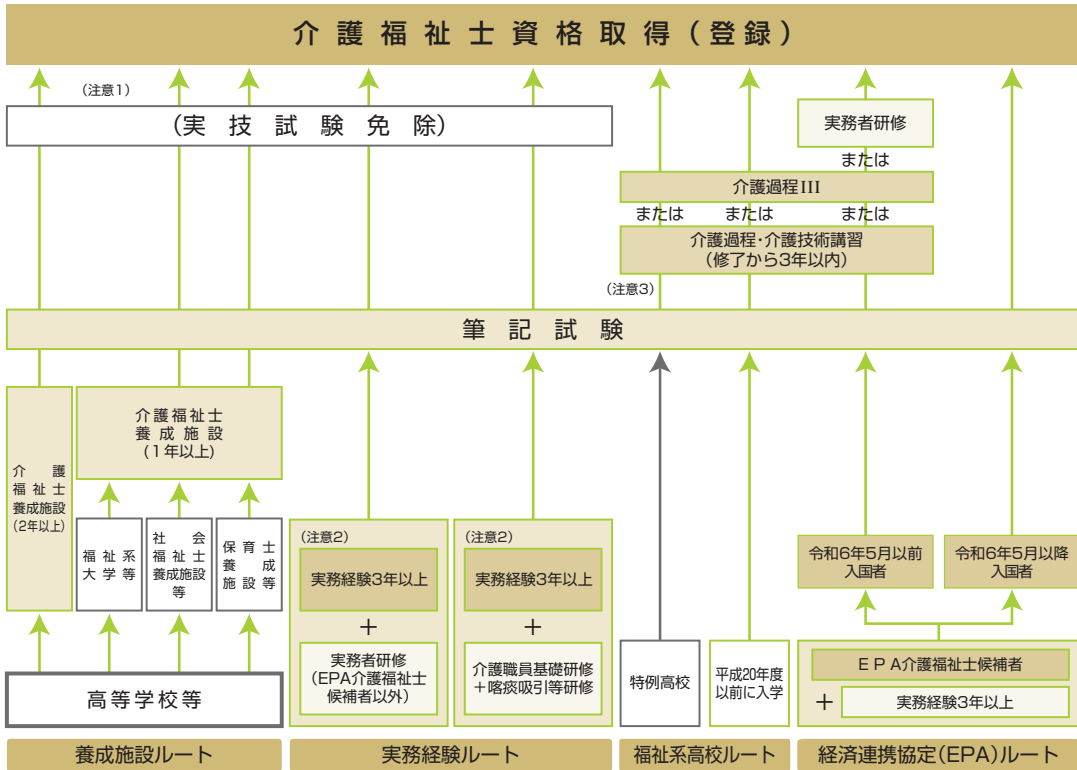 介護福祉士資格取得(登録)
(注意1)
(実技試験免除)
実務者研修
または
介護過程III
または
または
または
介護過程・介護技術講習
(修了から3年以内)
(注意3)
筆記試験
介護
福祉士
養成施設
(2年以上)
介護福祉士
養成施設
(1年以上)
福祉系
大学等
社会
福祉士
養成施設
等
保育士
養成
施設等
高等学校等
(注意2)
実務経験3年以上
+
実務者研修
(EPA介護福祉士
候補者以外)
(注意2)
実務経験3年以上
+
介護職員基礎研修
+喀痰吸引等研修
特例高校
平成20年度
以前に入学
令和6年5月以前
入国者
令和6年5月以降
入国者
EPA介護福祉士候補者
+
実務経験3年以上
養成施設ルート
実務経験ルート
福祉系高校ルート
経済連携協定(EPA)ルート